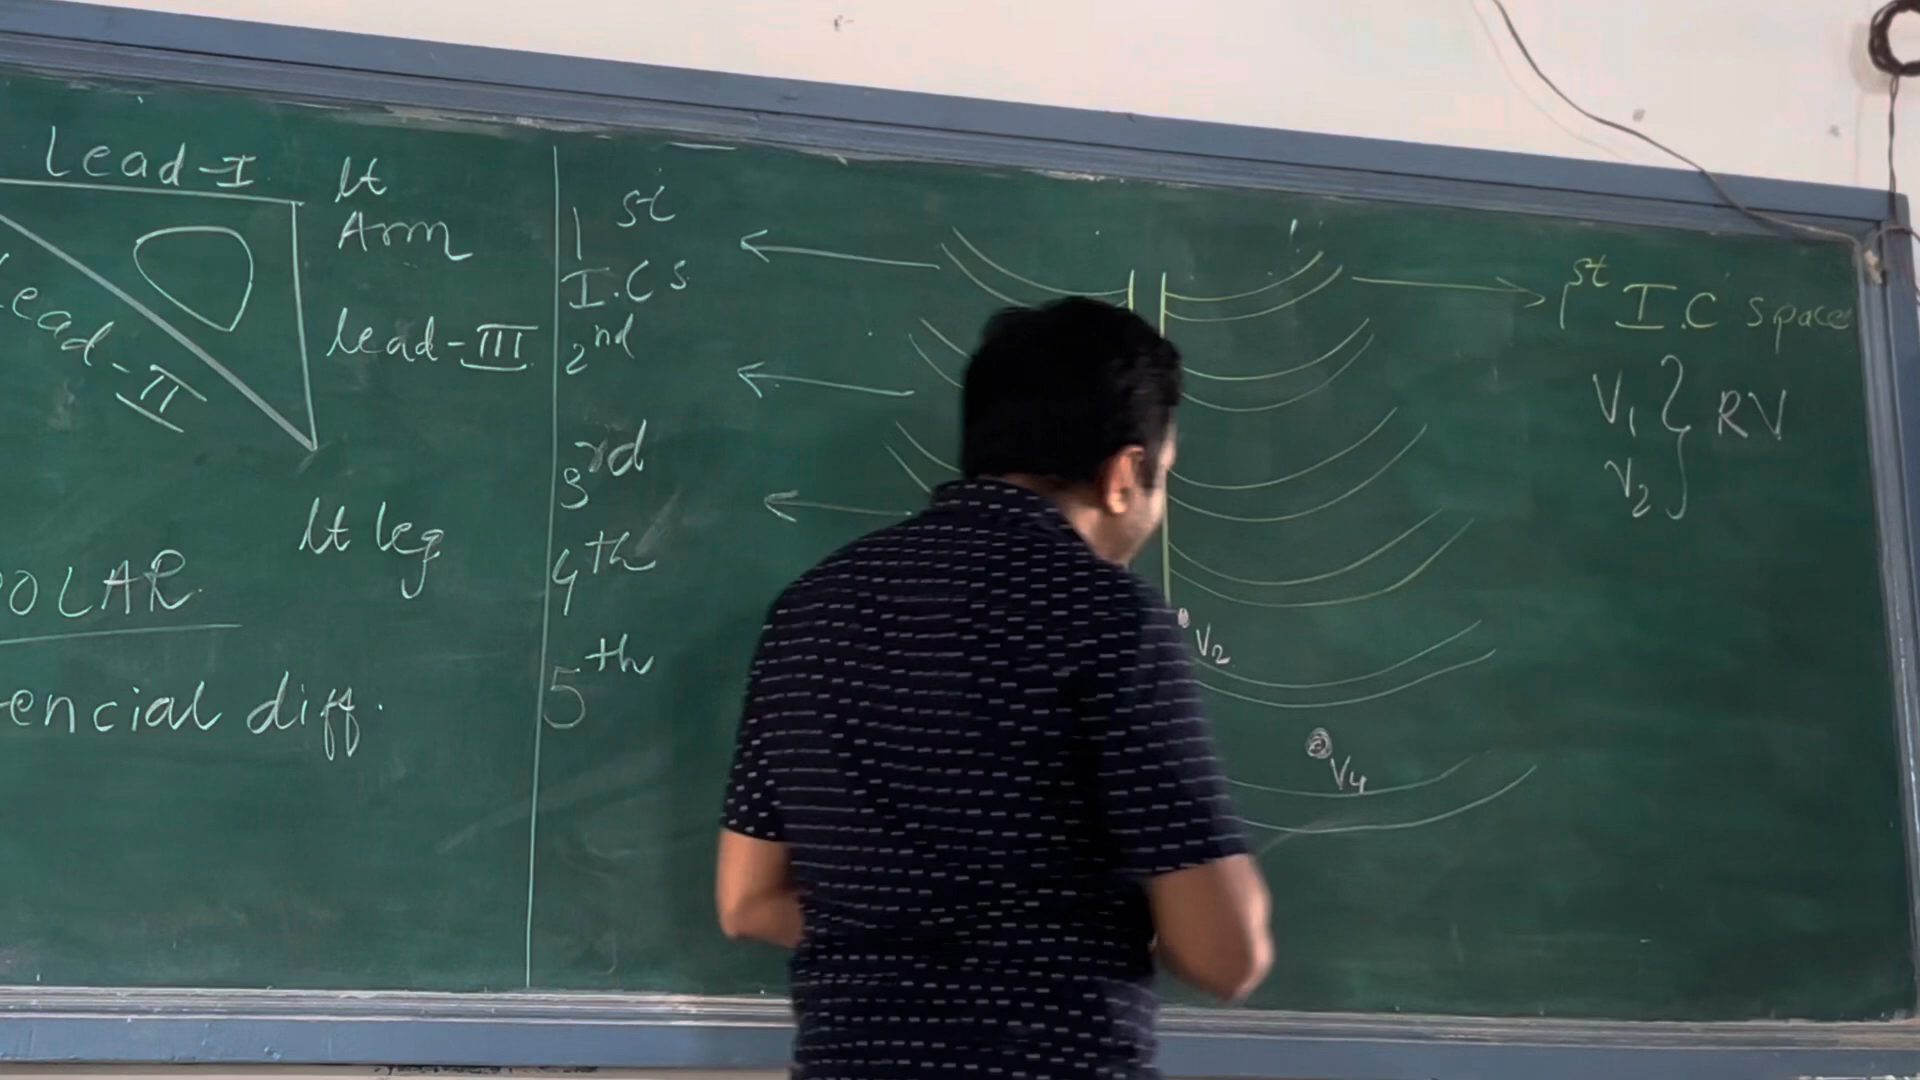 Lead-I
lt
Arm
Lead-II
lead-III
lt leg
OLAR
encial diff.
1st
I.C s
2nd
3rd
4th
5th
1st I.C space
V1 } RV
V2
V2
V4